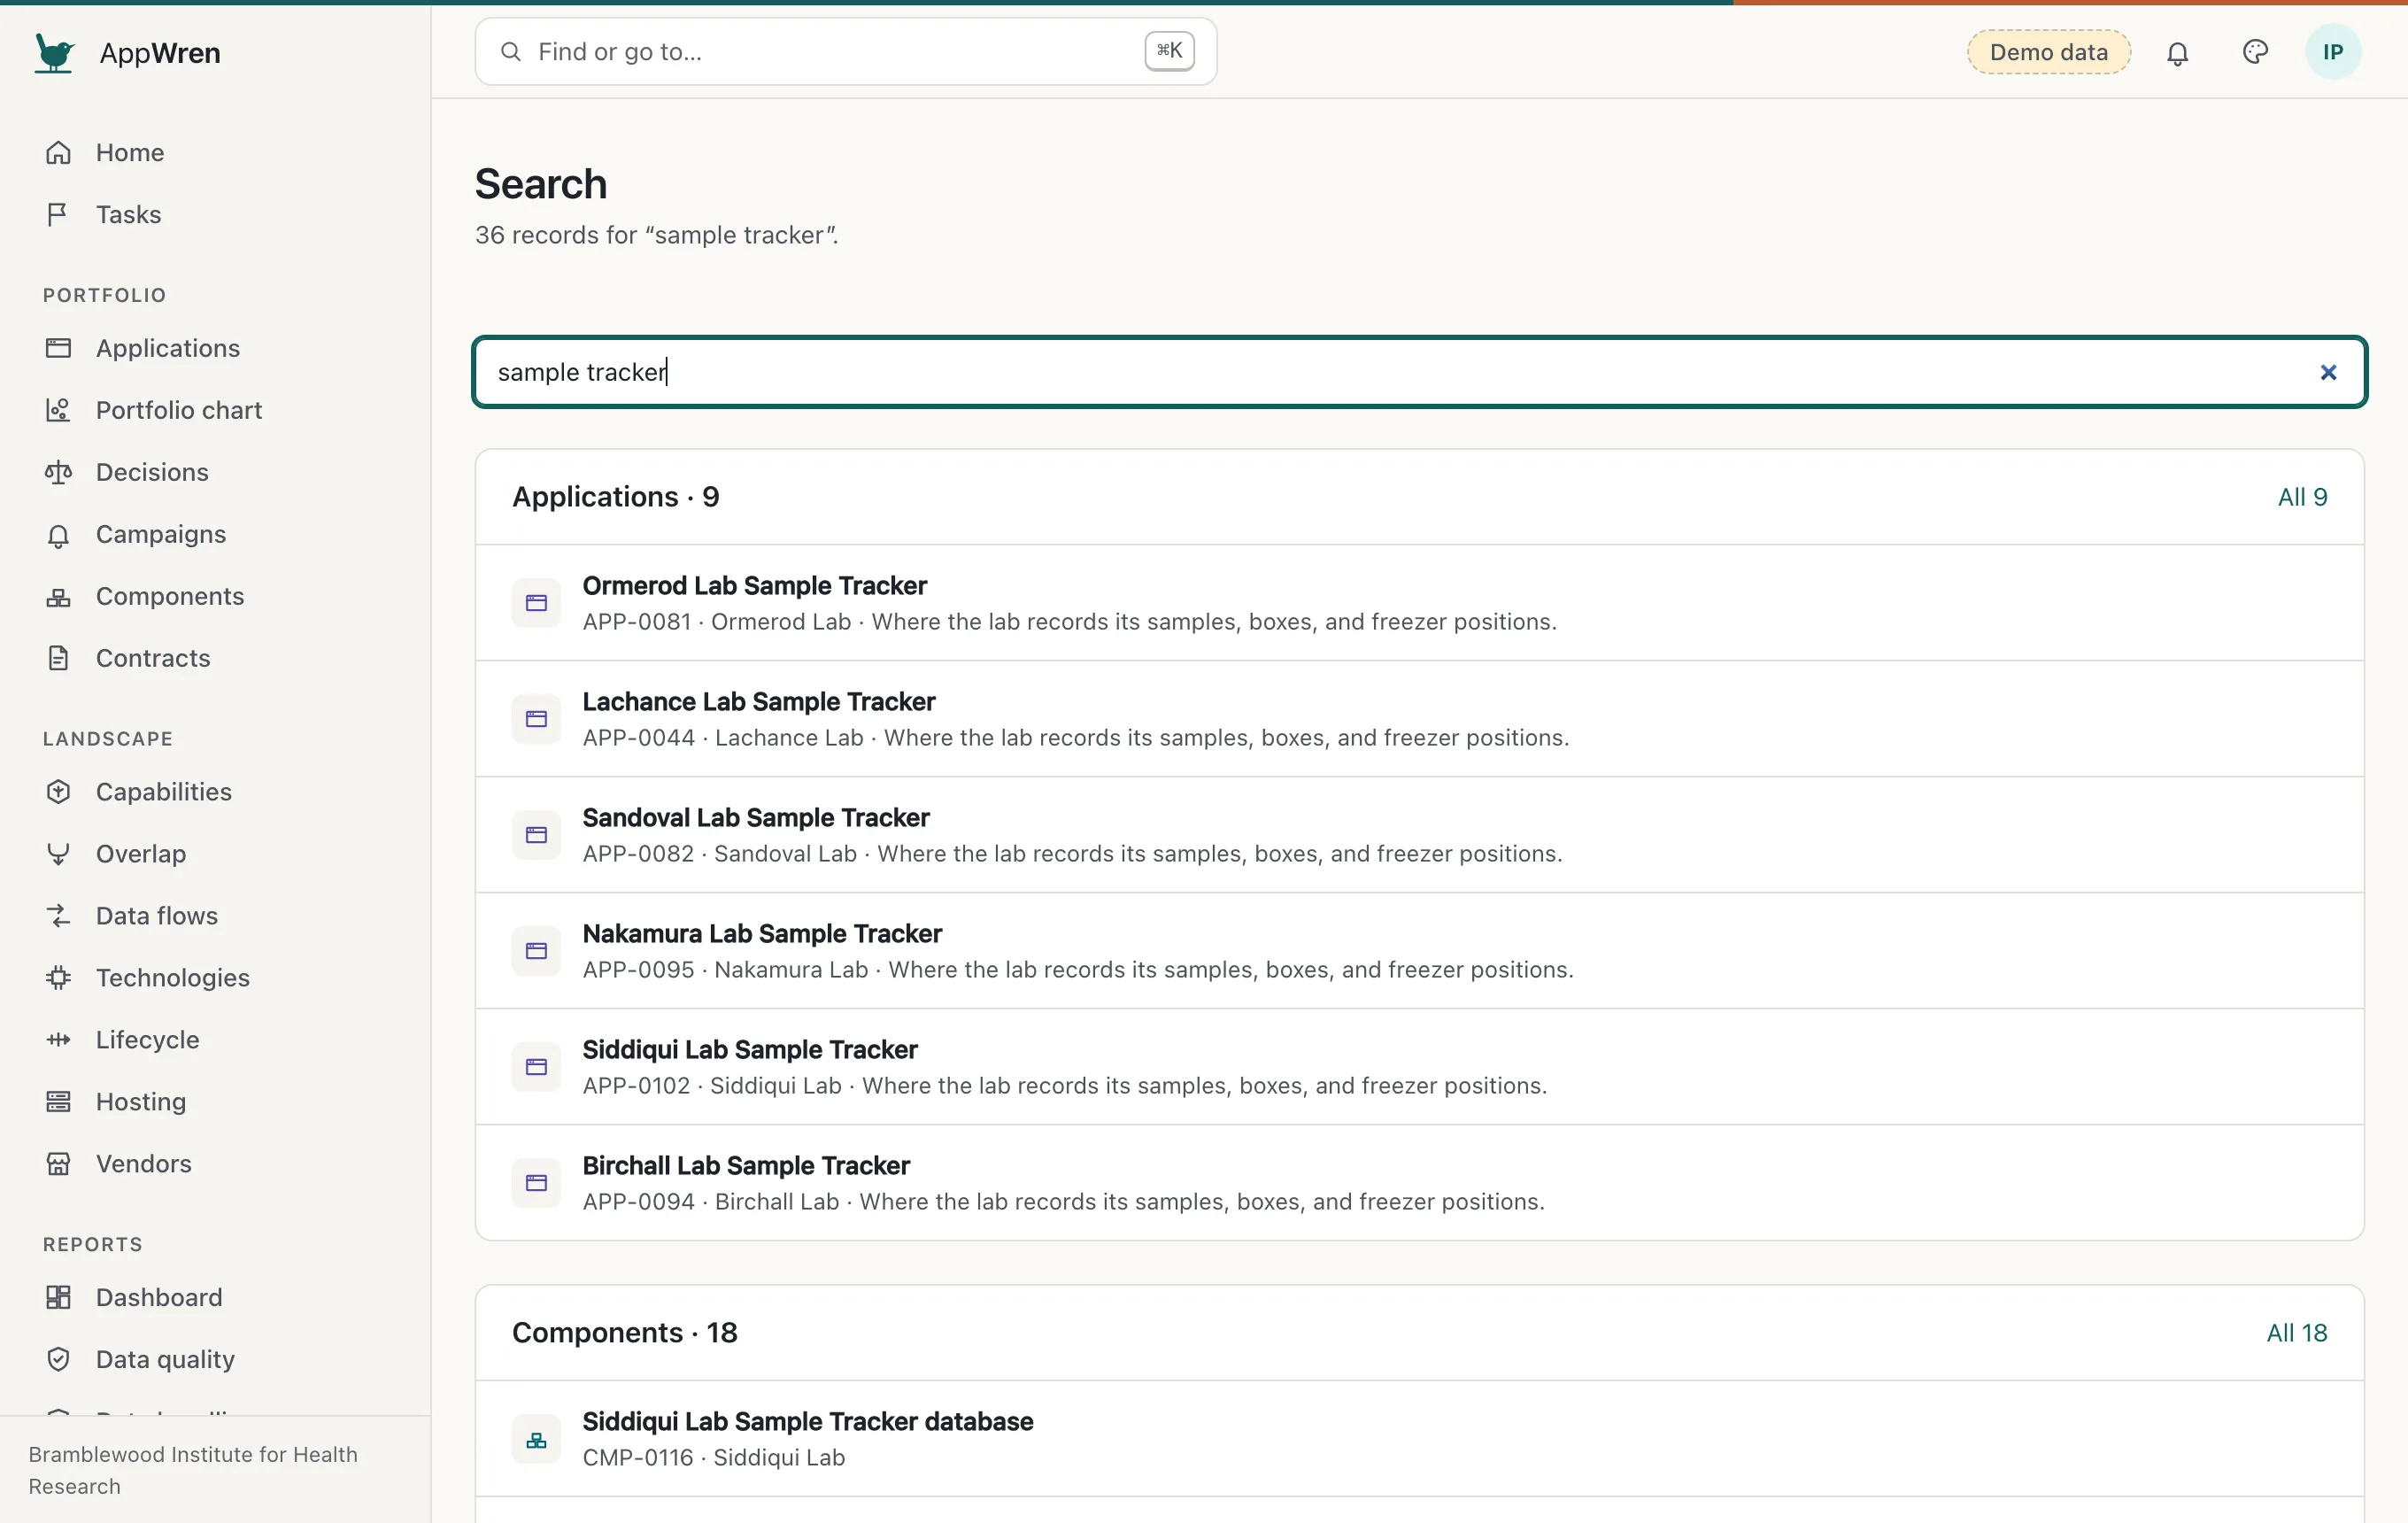 AppWren
Find or go to...
⌘K
Demo data
IP
Home
Tasks
PORTFOLIO
Applications
Portfolio chart
Decisions
Campaigns
Components
Contracts
LANDSCAPE
Capabilities
Overlap
Data flows
Technologies
Lifecycle
Hosting
Vendors
REPORTS
Dashboard
Data quality
Bramblewood Institute for Health
Research
Search
36 records for “sample tracker”.
sample tracker
Applications · 9
All 9
Ormerod Lab Sample Tracker
APP-0081 · Ormerod Lab · Where the lab records its samples, boxes, and freezer positions.
Lachance Lab Sample Tracker
APP-0044 · Lachance Lab · Where the lab records its samples, boxes, and freezer positions.
Sandoval Lab Sample Tracker
APP-0082 · Sandoval Lab · Where the lab records its samples, boxes, and freezer positions.
Nakamura Lab Sample Tracker
APP-0095 · Nakamura Lab · Where the lab records its samples, boxes, and freezer positions.
Siddiqui Lab Sample Tracker
APP-0102 · Siddiqui Lab · Where the lab records its samples, boxes, and freezer positions.
Birchall Lab Sample Tracker
APP-0094 · Birchall Lab · Where the lab records its samples, boxes, and freezer positions.
Components · 18
All 18
Siddiqui Lab Sample Tracker database
CMP-0116 · Siddiqui Lab